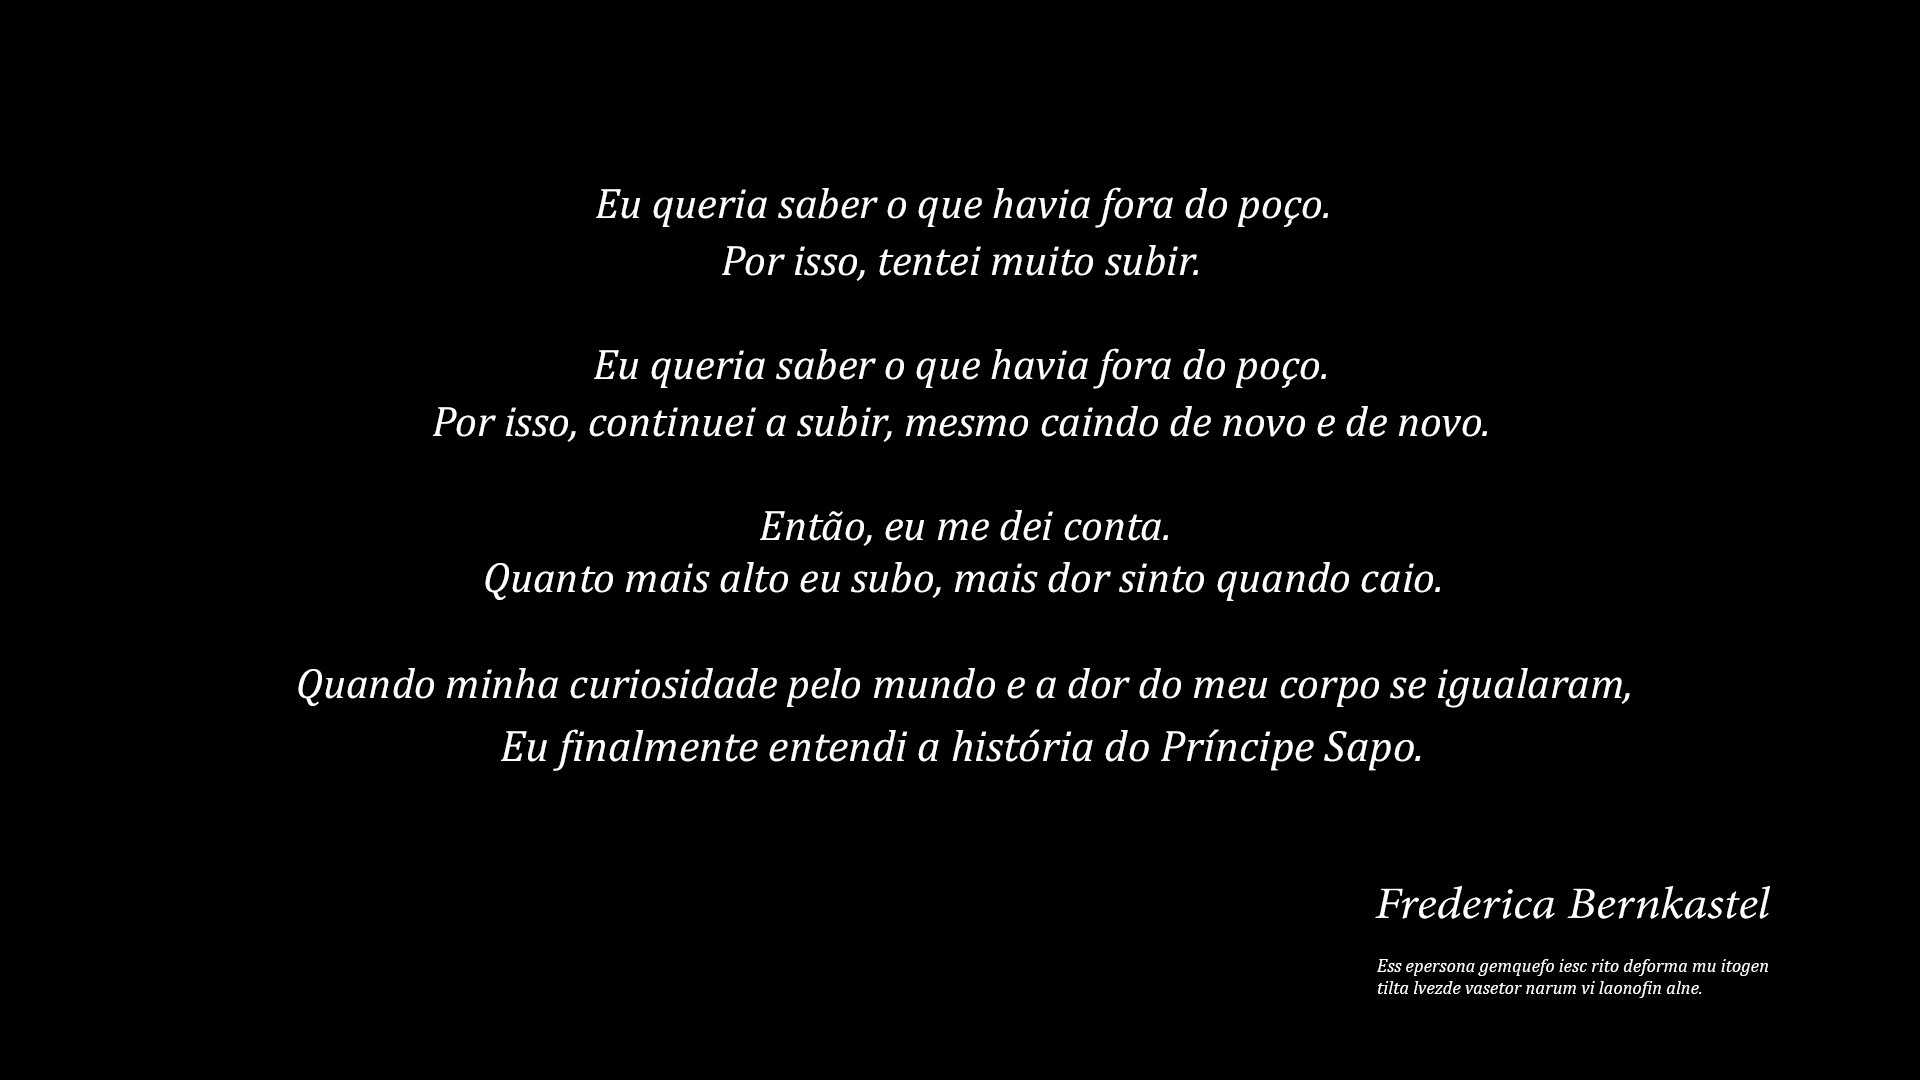 Eu queria saber o que havia fora do poço.
Por isso, tentei muito subir.
Eu queria saber o que havia fora do poço.
Por isso, continuei a subir, mesmo caindo de novo e de novo.
Então, eu me dei conta.
Quanto mais alto eu subo, mais dor sinto quando caio.
Quando minha curiosidade pelo mundo e a dor do meu corpo se igualaram,
Eu finalmente entendi a história do Príncipe Sapo.
Frederica Bernkastel
Ess epersona gemquefo iesc rito deforma mu itogen
tilta lvezde vasetor narum vi laonofin alne.